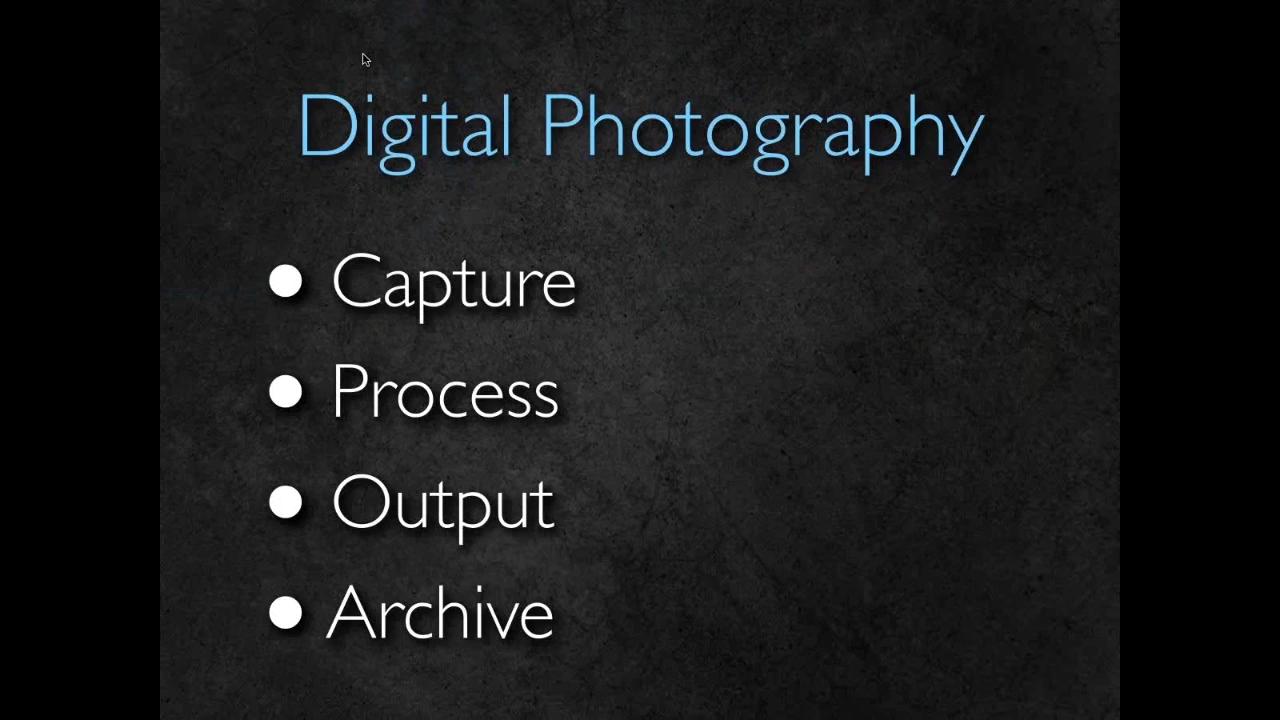 Digital Photography
• Capture
• Process
• Output
• Archive